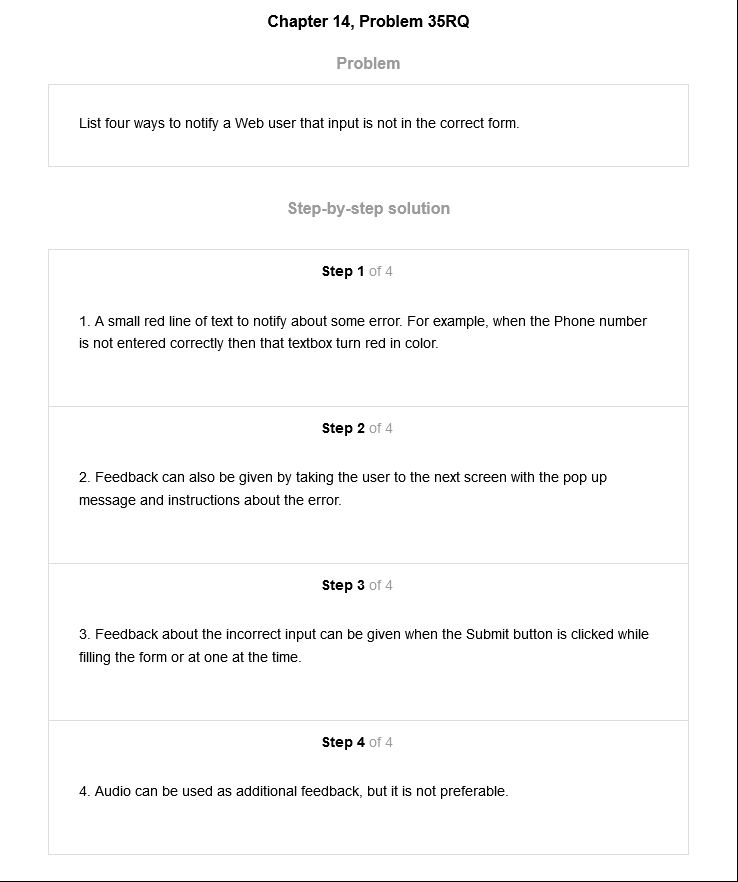 Chapter 14, Problem 35RQ
Problem
List four ways to notify a Web user that input is not in the correct form.
Step-by-step solution
Step 1 of 4
1. A small red line of text to notify about some error. For example, when the Phone number
is not entered correctly then that textbox turn red in color.
Step 2 of 4
2. Feedback can also be given by taking the user to the next screen with the pop up
message and instructions about the error.
Step 3 of 4
3. Feedback about the incorrect input can be given when the Submit button is clicked while
filling the form or at one at the time.
Step 4 of 4
4. Audio can be used as additional feedback, but it is not preferable.